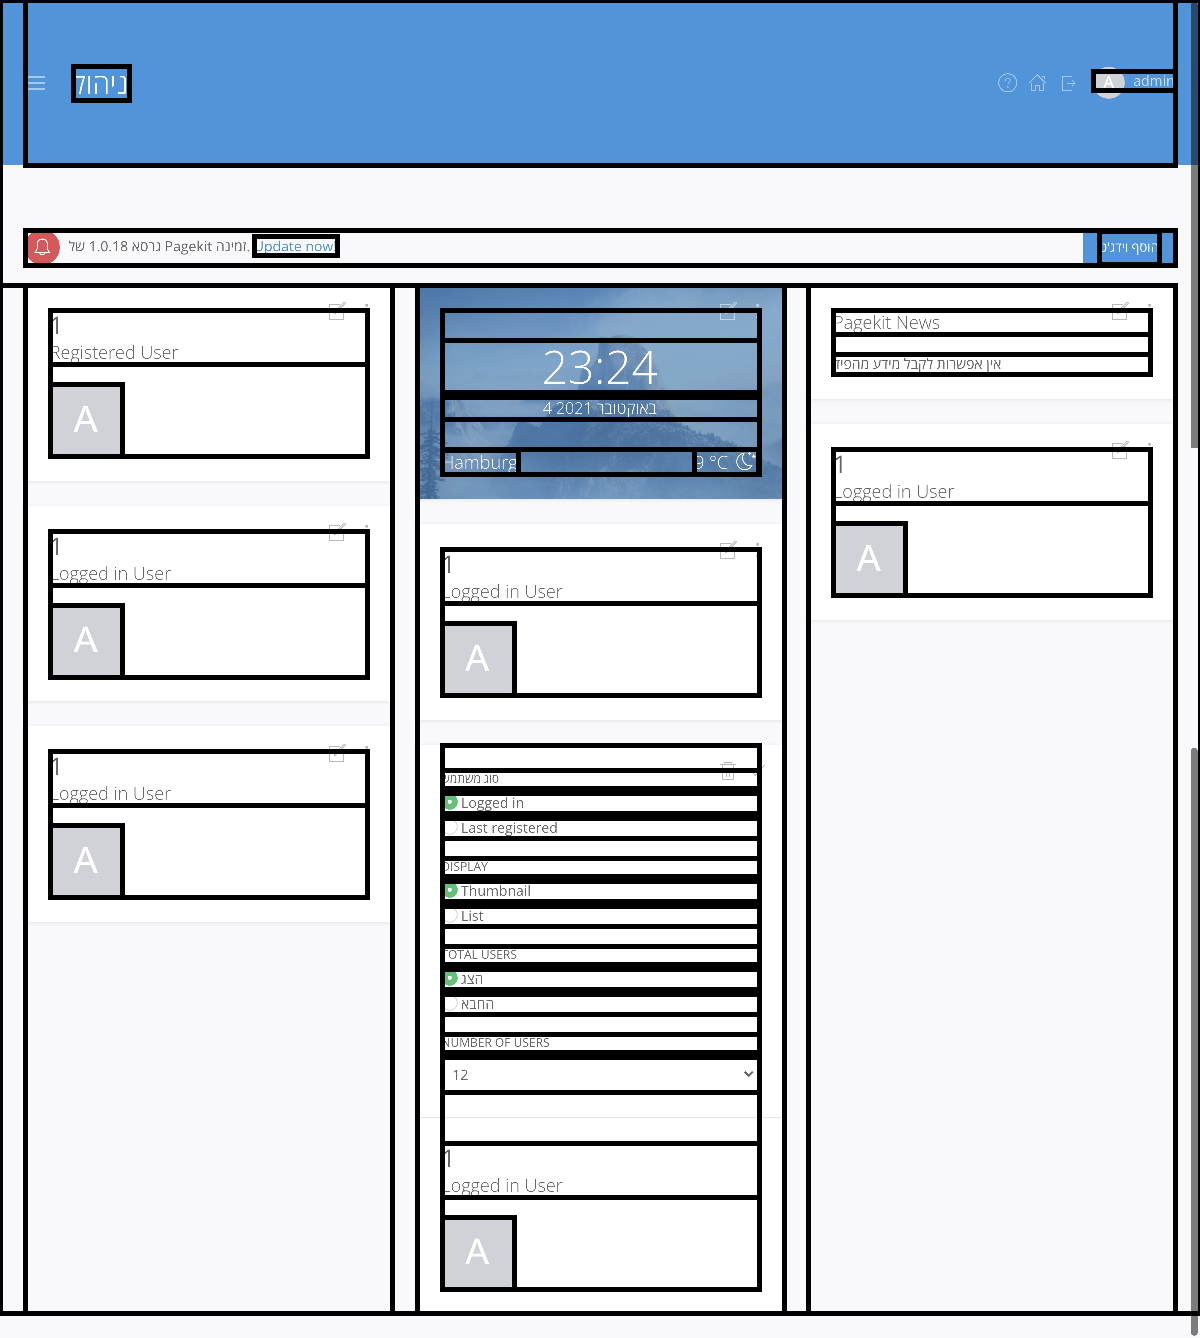 ניהול
A admin
גרסא 1.0.18 של Pagekit זמינה. Update now
הוסף וידג'ט
1
Registered User
A
1
Logged in User
A
1
Logged in User
A
23:24
4 באוקטובר 2021
Hamburg 9 °C
1
Logged in User
A
סוג משתמש
Logged in
Last registered
DISPLAY
Thumbnail
List
TOTAL USERS
הצג
החבא
NUMBER OF USERS
12
1
Logged in User
A
Pagekit News
אין אפשרות לקבל מידע מהפיד
1
Logged in User
A